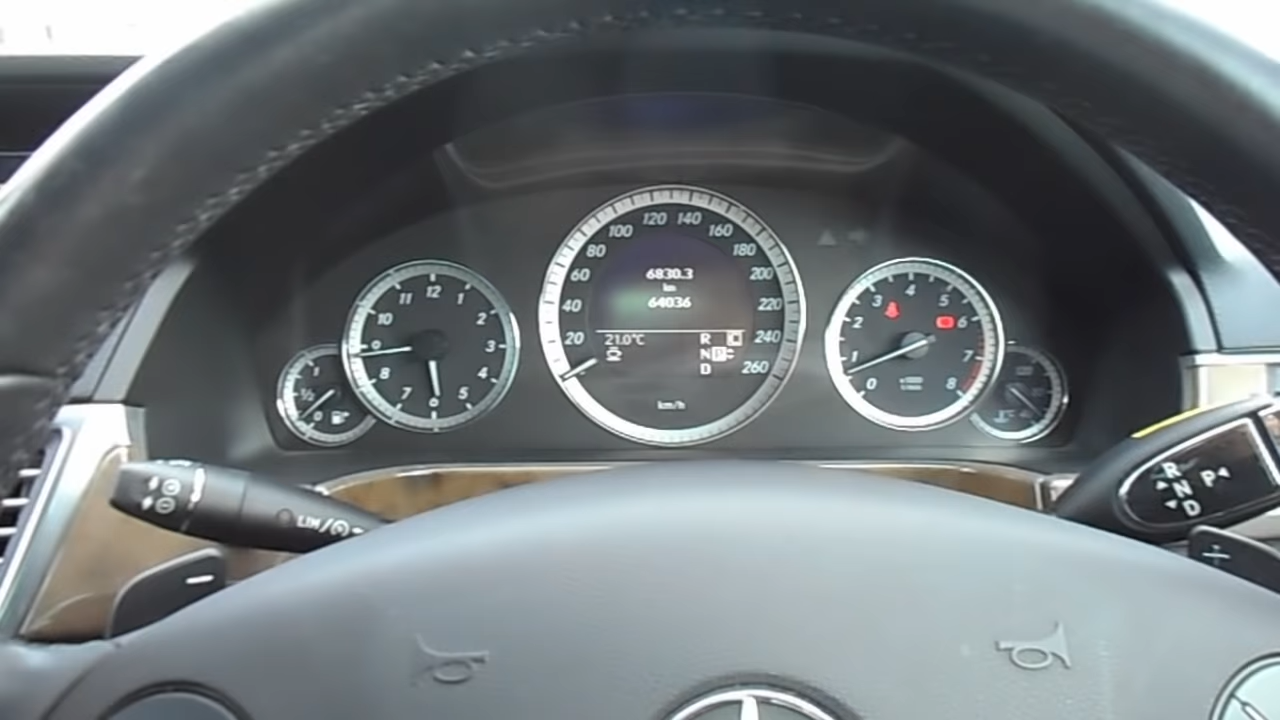 12
11 1
10 2
9 3
8 4
7 5
6
1
½
0
120 140
100 160
80 180
60 200
40 220
20 240
260
6830.3
km
64036
21.0°C
R
N P
D
C
km/h
4
3 5
2 6
1 7
0 8
LIM
R
N P
D